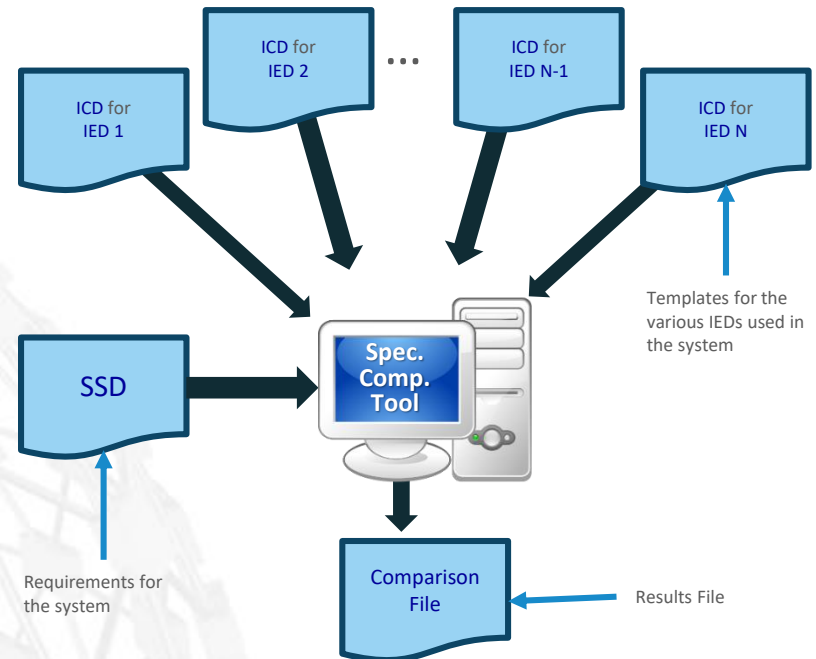 ICD for
IED 1
ICD for
IED 2
...
ICD for
IED N-1
ICD for
IED N
Templates for the
various IEDs used in
the system
SSD
Spec.
Comp.
Tool
Requirements for
the system
Comparison
File
Results File